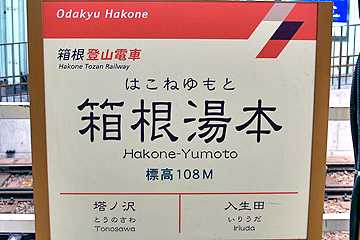 Odakyu Hakone
箱根登山電車
Hakone Tozan Railway
はこねゆもと
箱根湯本
Hakone-Yumoto
標高108M
塔ノ沢 入生田
とうのさわ いりうだ
Tonosawa Iriuda